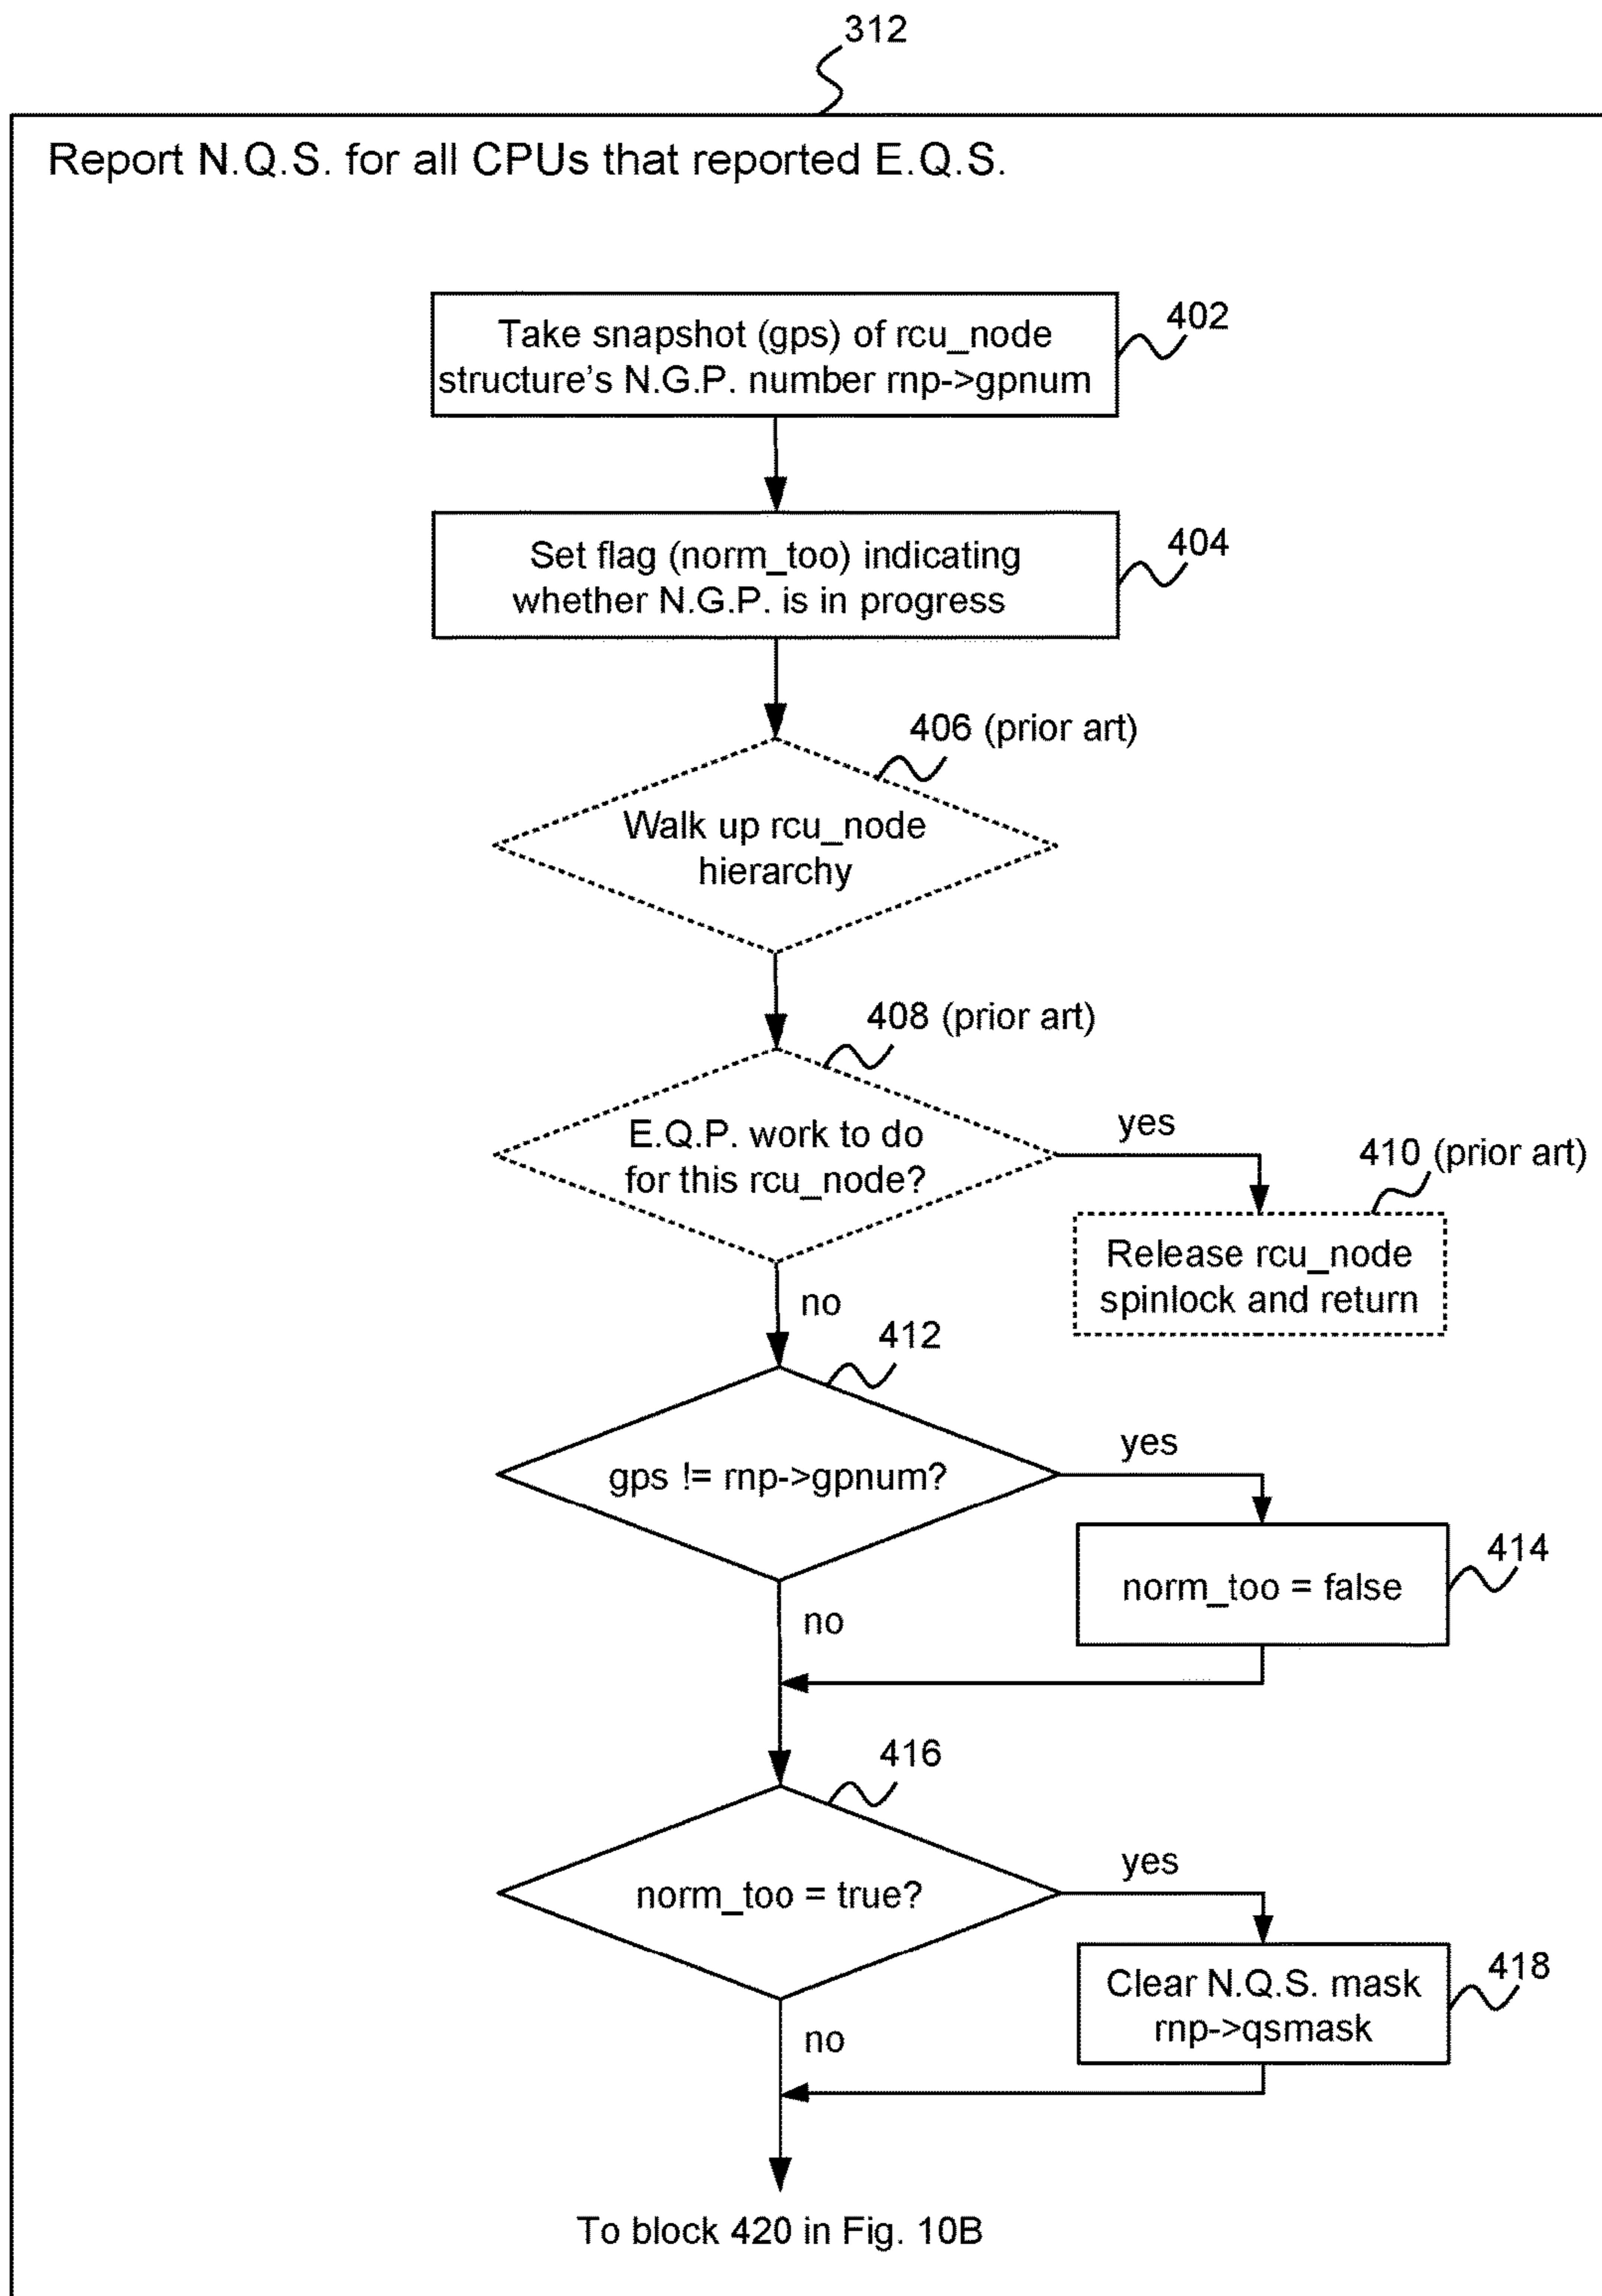 312
Report N.Q.S. for all CPUs that reported E.Q.S.
Take snapshot (gps) of rcu_node
structure's N.G.P. number rnp->gpnum
402
Set flag (norm_too) indicating
whether N.G.P. is in progress
404
406 (prior art)
Walk up rcu_node
hierarchy
408 (prior art)
E.Q.P. work to do
for this rcu_node?
yes
410 (prior art)
Release rcu_node
spinlock and return
no
412
gps != rnp->gpnum?
yes
414
norm_too = false
no
416
norm_too = true?
yes
418
Clear N.Q.S. mask
rnp->qsmask
no
To block 420 in Fig. 10B